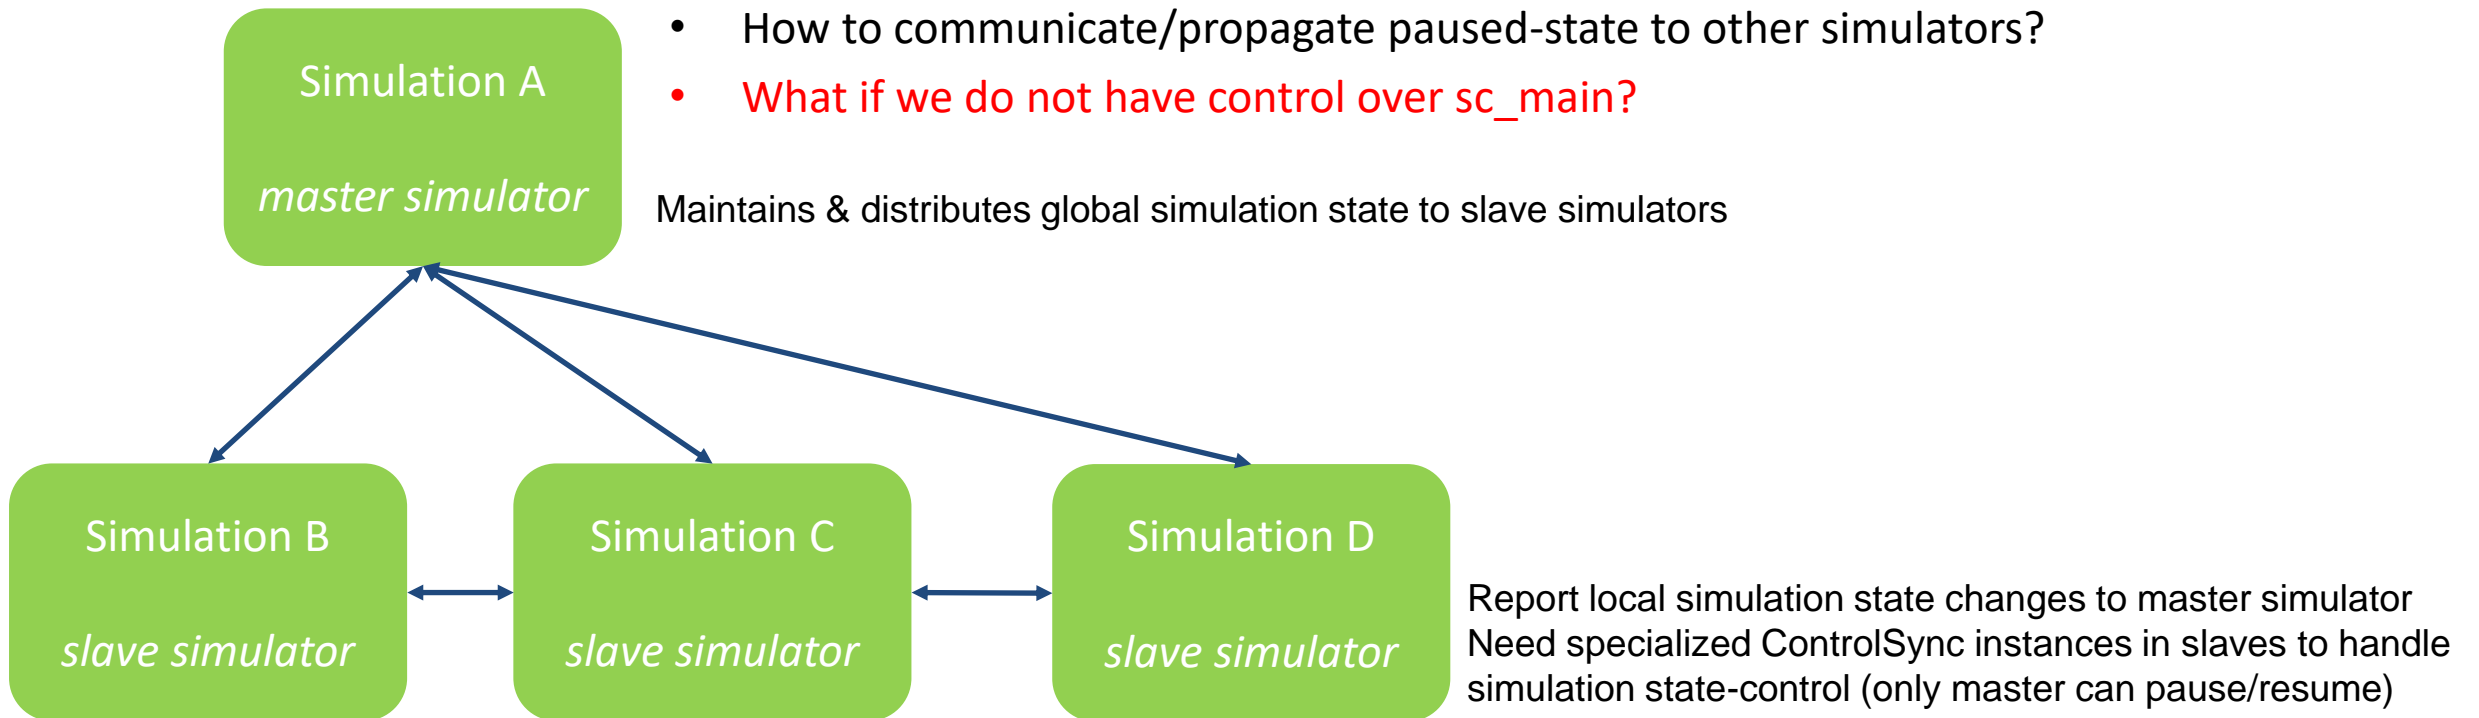 • How to communicate/propagate paused-state to other simulators?
• What if we do not have control over sc_main?
Simulation A
master simulator
Maintains & distributes global simulation state to slave simulators
Simulation B
slave simulator
Simulation C
slave simulator
Simulation D
slave simulator
Report local simulation state changes to master simulator
Need specialized ControlSync instances in slaves to handle
simulation state-control (only master can pause/resume)